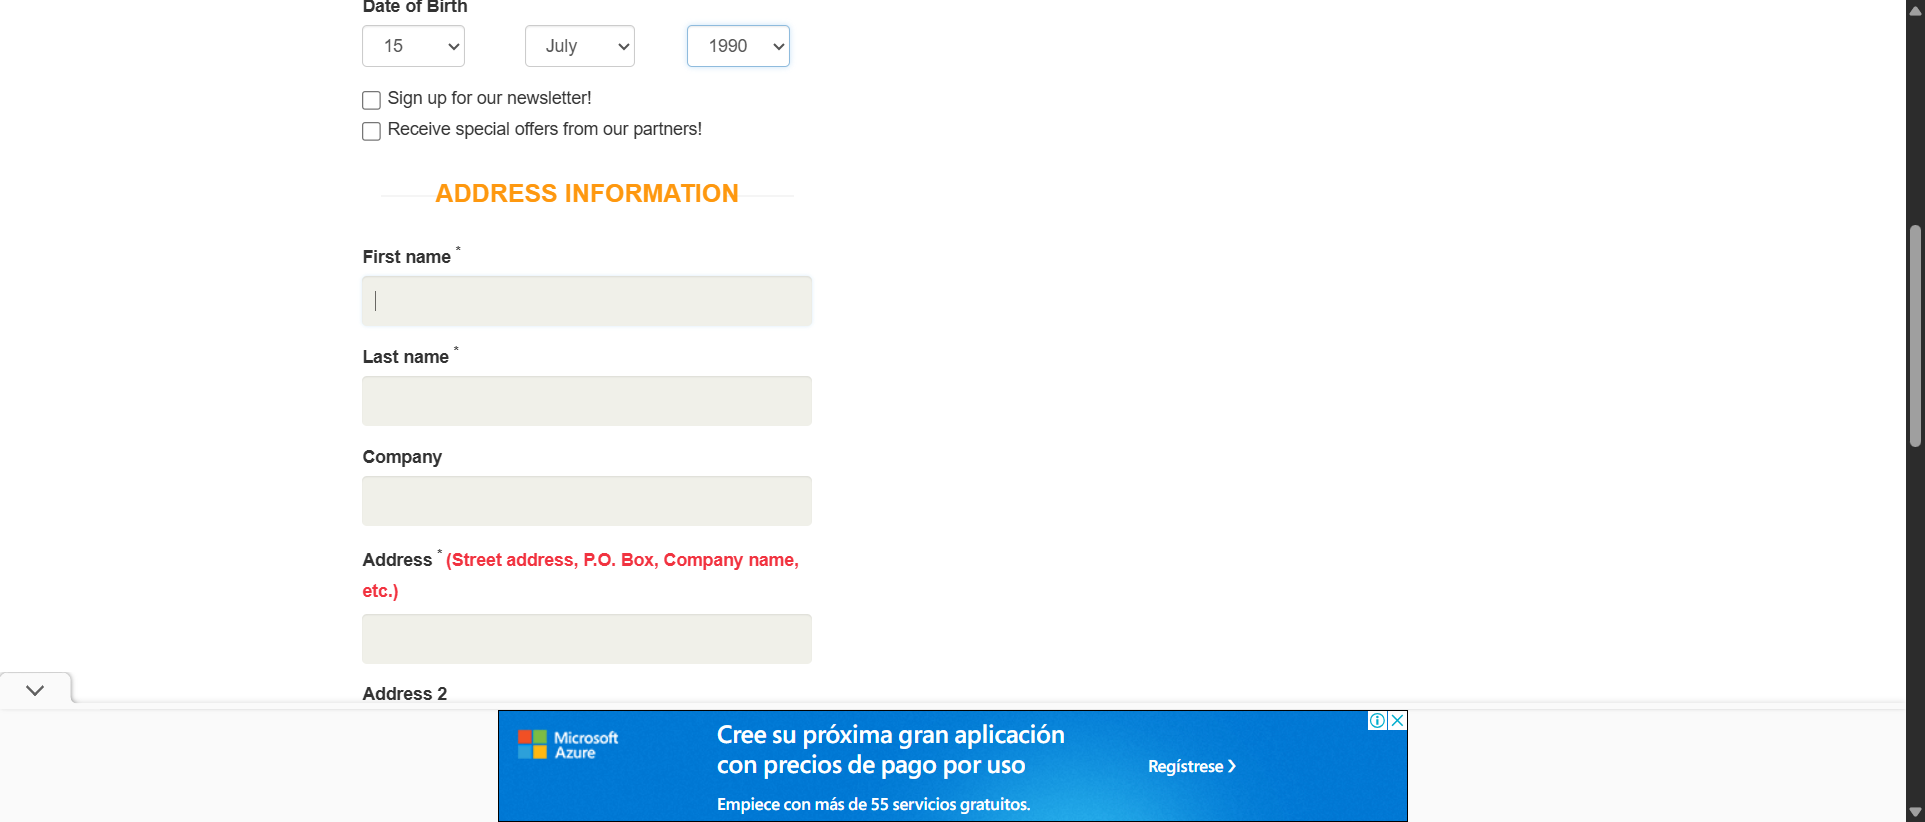 Date of Birth
15 July 1990
Sign up for our newsletter!
Receive special offers from our partners!
ADDRESS INFORMATION
First name *
Last name *
Company
Address * (Street address, P.O. Box, Company name,
etc.)
Address 2
Microsoft
Azure
Cree su próxima gran aplicación
con precios de pago por uso
Empiece con más de 55 servicios gratuitos.
Regístrese